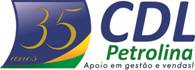 35 anos
CDL
Petrolina
Apoio em gestão e vendas!